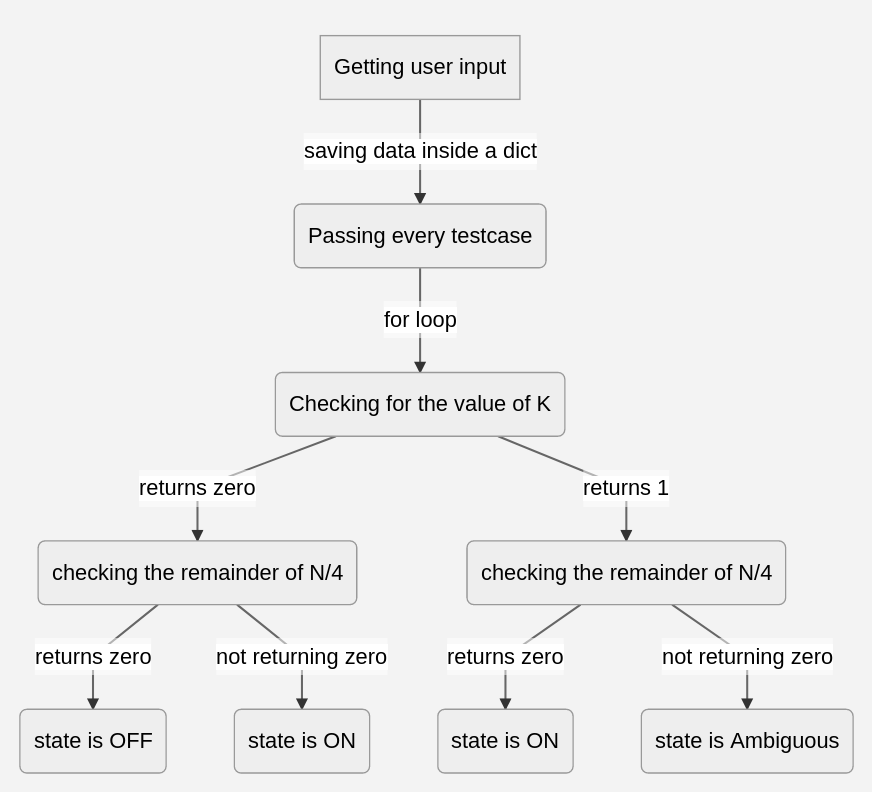 Getting user input
saving data inside a dict
Passing every testcase
for loop
Checking for the value of K
returns zero
returns 1
checking the remainder of N/4
checking the remainder of N/4
returns zero
not returning zero
returns zero
not returning zero
state is OFF
state is ON
state is ON
state is Ambiguous